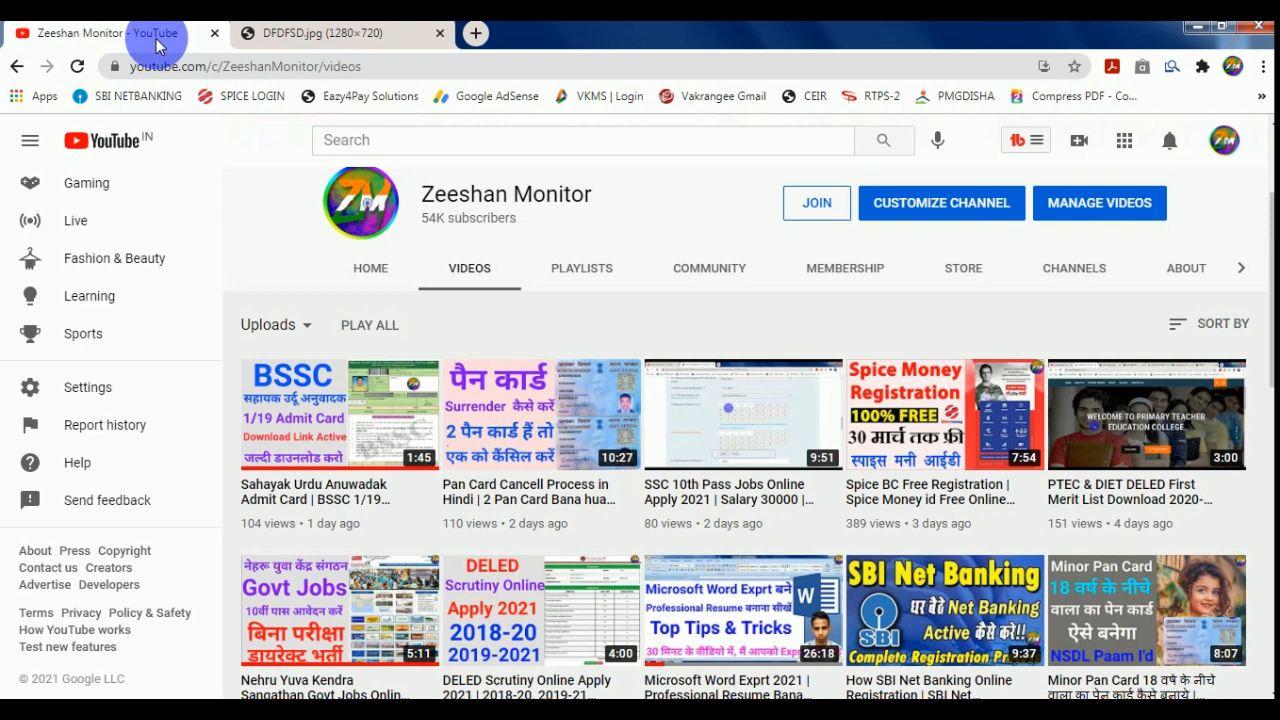 Zeeshan Monitor - YouTube
DFDFSD.jpg (1280×720)
youtube.com/c/ZeeshanMonitor/videos
Apps SBI NETBANKING SPICE LOGIN Eazy4Pay Solutions Google AdSense VKMS | Login Vakrangee Gmail CEIR RTPS-2 PMGDISHA Compress PDF - Co... »
YouTube IN
Search
Gaming
Live
Fashion & Beauty
Learning
Sports
Settings
Report history
Help
Send feedback
About Press Copyright
Contact us Creators
Advertise Developers
Terms Privacy Policy & Safety
How YouTube works
Test new features
© 2021 Google LLC
ZM
Zeeshan Monitor
54K subscribers
JOIN
CUSTOMIZE CHANNEL
MANAGE VIDEOS
HOME VIDEOS PLAYLISTS COMMUNITY MEMBERSHIP STORE CHANNELS ABOUT
Uploads PLAY ALL SORT BY
BSSC
सहायक उर्दू अनुवादक
1/19 Admit Card
Download Link Active
जल्दी डाउनलोड करो
1:45
Sahayak Urdu Anuwadak
Admit Card | BSSC 1/19...
104 views • 1 day ago
पैन कार्ड
Surrender कैसे करें
2 पैन कार्ड हैं तो
एक को कैंसिल करें
10:27
Pan Card Cancell Process in
Hindi | 2 Pan Card Bana hua...
110 views • 2 days ago
9:51
SSC 10th Pass Jobs Online
Apply 2021 | Salary 30000 |...
80 views • 2 days ago
Spice Money
Registration
100% FREE
30 मार्च तक फ्री
स्पाइस मनी आईडी
7:54
Spice BC Free Registration |
Spice Money id Free Online...
389 views • 3 days ago
WELCOME TO PRIMARY TEACHER
EDUCATION COLLEGE
3:00
PTEC & DIET DELED First
Merit List Download 2020-...
151 views • 4 days ago
नेहरू युवा केंद्र संगठन
Govt Jobs
10वीं पास आवेदन करें
बिना परीक्षा
डायरेक्ट भर्ती
5:11
Nehru Yuva Kendra
Sangathan Govt Jobs Onlin...
DELED
Scrutiny Online
Apply 2021
2018-20
2019-2021
4:00
DELED Scrutiny Online Apply
2021 | 2018-20, 2019-21...
Microsoft Word Exprt बने
Professional Resume बनाना सीखें
Top Tips & Tricks
30 मिनट के वीडियो में, मैं आपको
26:18
Microsoft Word Exprt 2021 |
Professional Resume Bana...
SBI Net Banking
घर बैठे Net Banking
SBI
Active कैसे करें!!
Complete Registration
9:37
How SBI Net Banking Online
Registration | SBI Net...
Minor Pan Card
18 वर्ष के नीचे
वाला का पेन कार्ड
ऐसे बनेगा
NSDL Paam I'd
8:07
Minor Pan Card 18 वर्ष के नीचे
वाला का पेन कार्ड कैसे बनाये |...